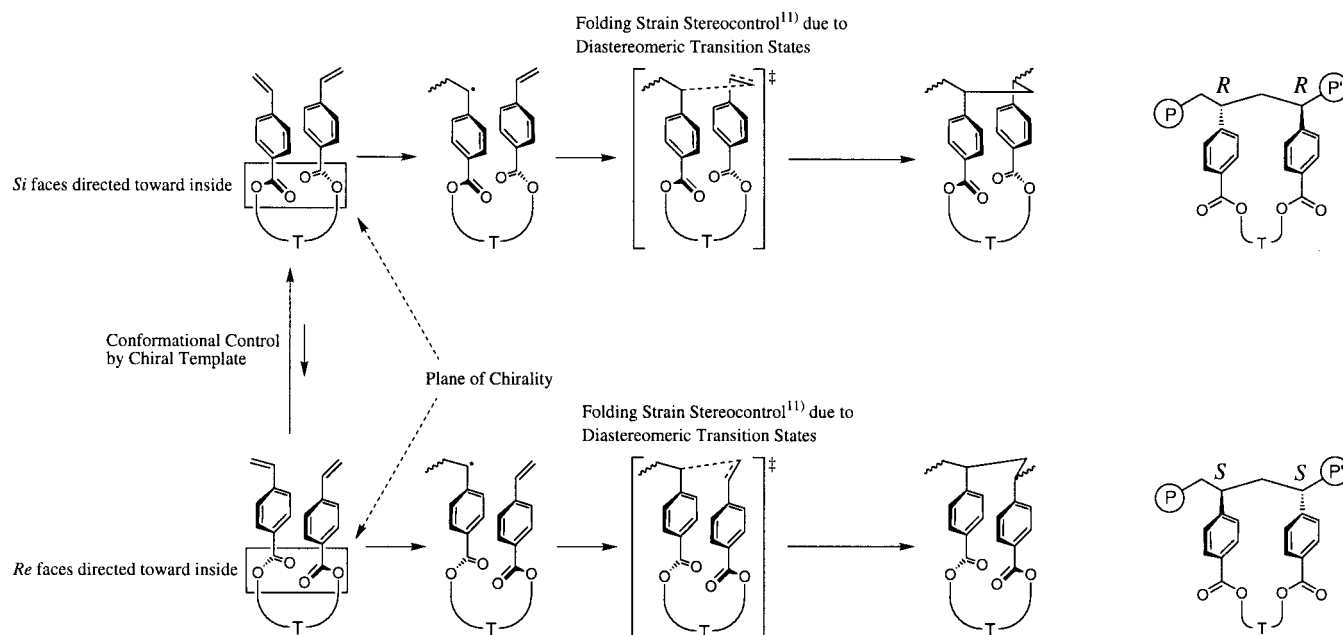 Folding Strain Stereocontrol11) due to
Diastereomeric Transition States
‡
R R
P P'
Si faces directed toward inside
O O O O
T
O O O O
T
O O O O
T
O O O O
T
O O O O
T
Conformational Control
by Chiral Template
Plane of Chirality
Folding Strain Stereocontrol11) due to
Diastereomeric Transition States
‡
S S
P P'
Re faces directed toward inside
O O O O
T
O O O O
T
O O O O
T
O O O O
T
O O O O
T